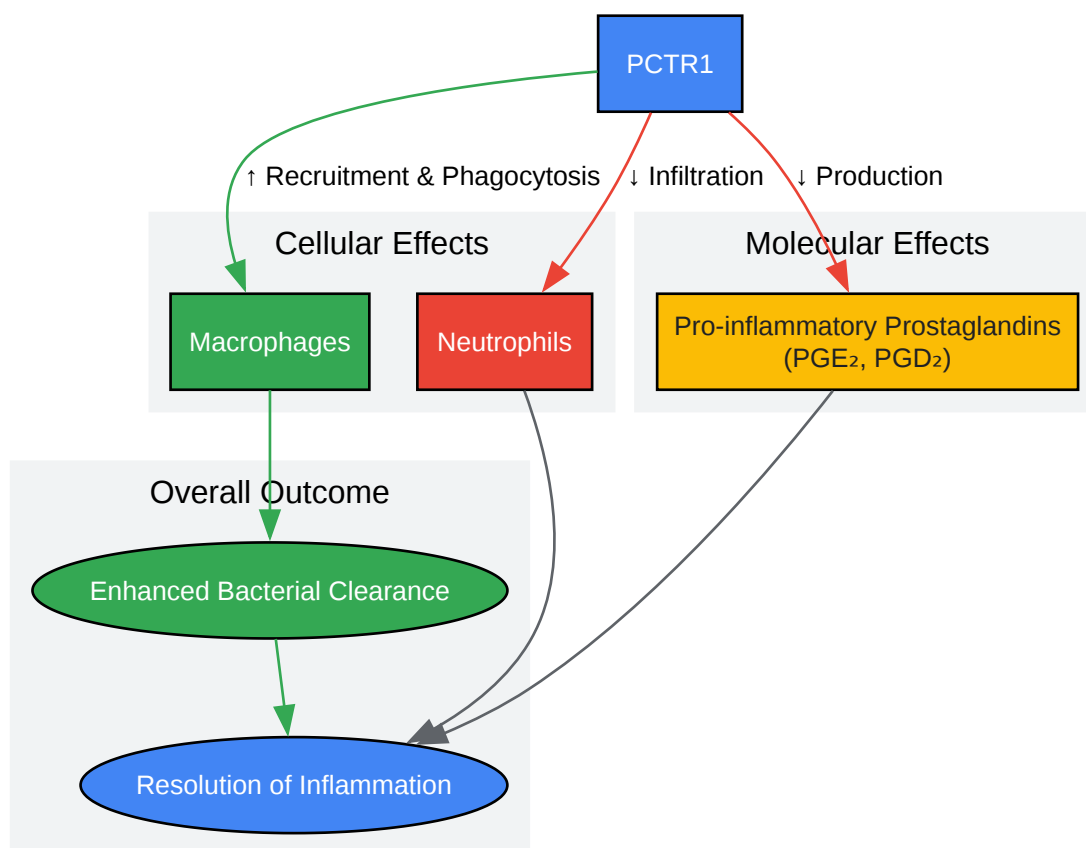 PCTR1
↑ Recruitment & Phagocytosis
↓ Infiltration
↓ Production
Cellular Effects
Molecular Effects
Macrophages
Neutrophils
Pro-inflammatory Prostaglandins
(PGE₂, PGD₂)
Overall Outcome
Enhanced Bacterial Clearance
Resolution of Inflammation